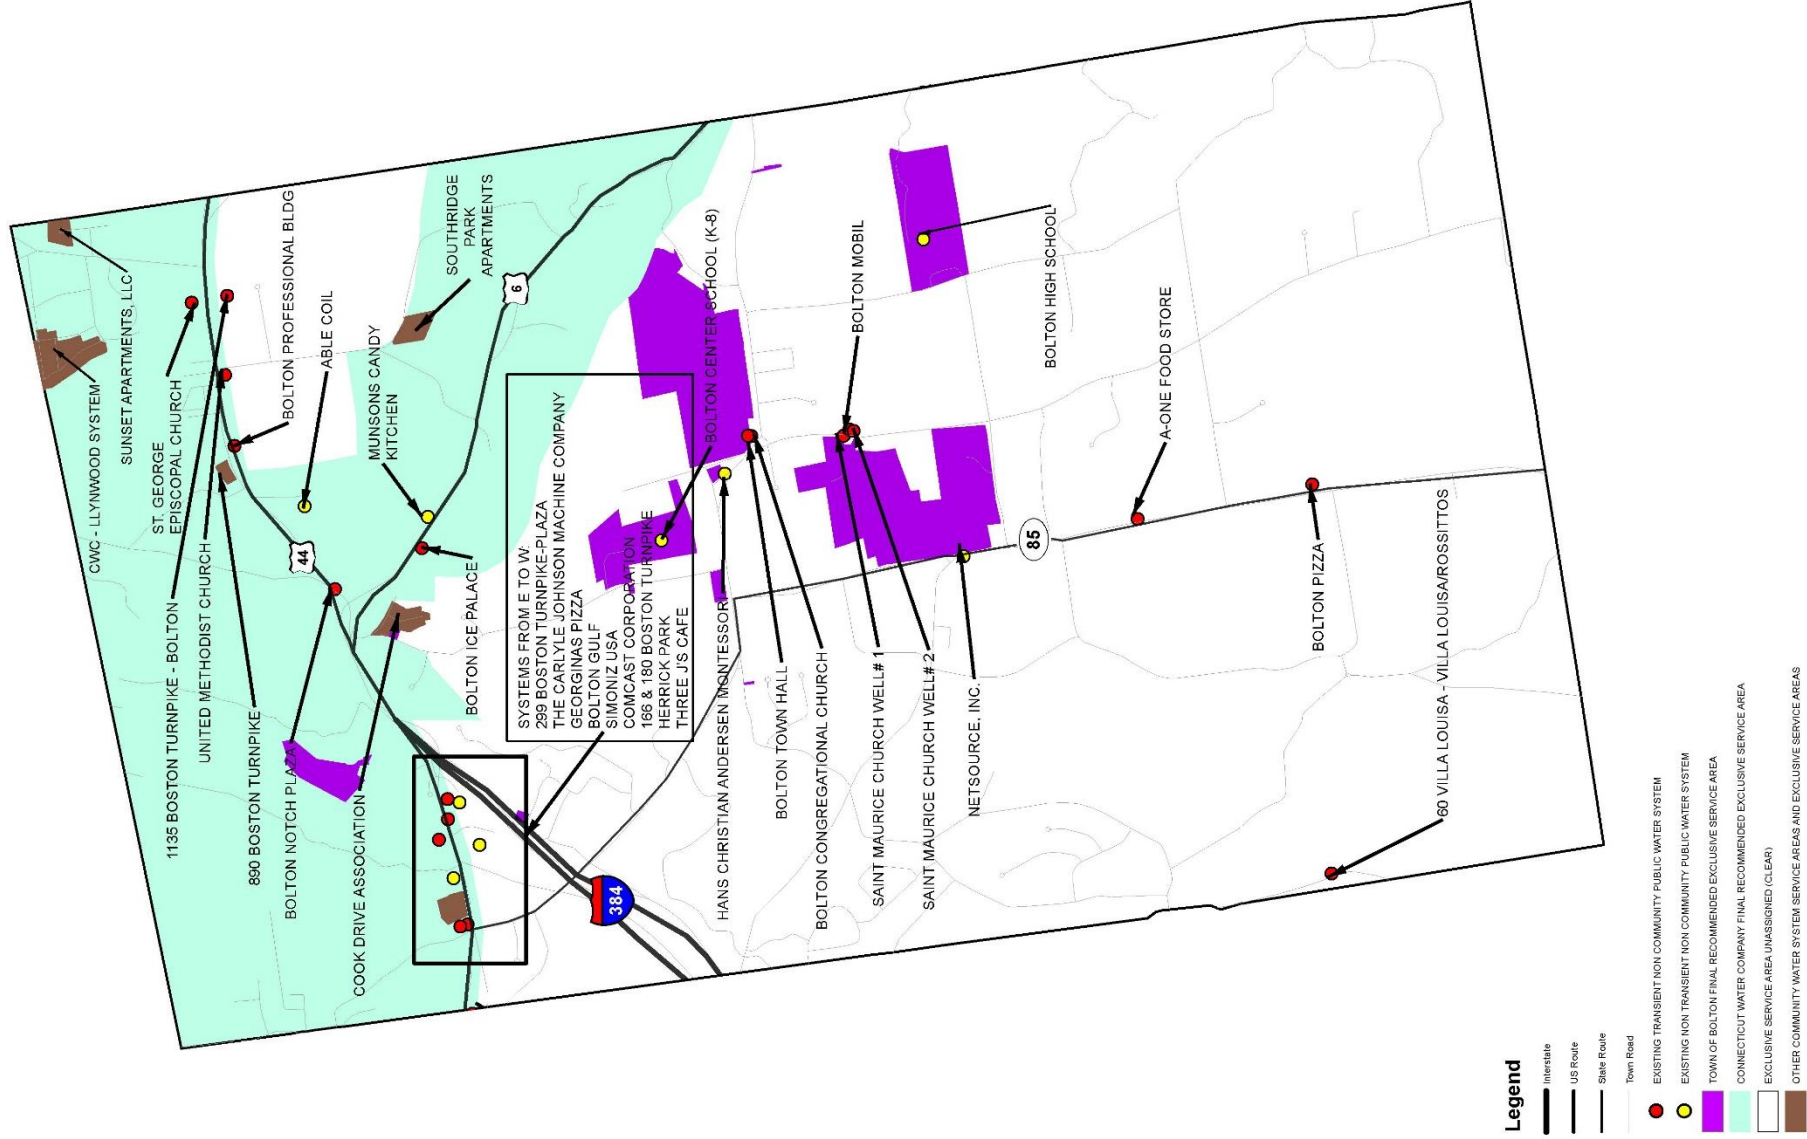 CWC - LLYNWOOD SYSTEM
SUNSET APARTMENTS, LLC
ST. GEORGE
EPISCOPAL CHURCH
1135 BOSTON TURNPIKE - BOLTON
UNITED METHODIST CHURCH
890 BOSTON TURNPIKE
BOLTON PROFESSIONAL BLDG
BOLTON NOTCH PLAZA
ABLE COIL
COOK DRIVE ASSOCIATION
MUNSONS CANDY
KITCHEN
SOUTHRIDGE
PARK
APARTMENTS
BOLTON ICE PALACE
44
6
384
85
SYSTEMS FROM E TO W:
299 BOSTON TURNPIKE-PLAZA
THE CARLYLE JOHNSON MACHINE COMPANY
GEORGINAS PIZZA
BOLTON GULF
SIMONIZ USA
COMCAST CORPORATION
166 & 180 BOSTON TURNPIKE
HERRICK PARK
THREE J'S CAFE
BOLTON CENTER SCHOOL (K-8)
HANS CHRISTIAN ANDERSEN MONTESSORI
BOLTON TOWN HALL
BOLTON CONGREGATIONAL CHURCH
BOLTON MOBIL
SAINT MAURICE CHURCH WELL# 1
SAINT MAURICE CHURCH WELL# 2
NETSOURCE, INC.
BOLTON HIGH SCHOOL
A-ONE FOOD STORE
BOLTON PIZZA
60 VILLA LOUISA - VILLA LOUISA/ROSSITTOS
Legend
Interstate
US Route
State Route
Town Road
EXISTING TRANSIENT NON COMMUNITY PUBLIC WATER SYSTEM
EXISTING NON TRANSIENT NON COMMUNITY PUBLIC WATER SYSTEM
TOWN OF BOLTON FINAL RECOMMENDED EXCLUSIVE SERVICE AREA
CONNECTICUT WATER COMPANY FINAL RECOMMENDED EXCLUSIVE SERVICE AREA
EXCLUSIVE SERVICE AREA UNASSIGNED (CLEAR)
OTHER COMMUNITY WATER SYSTEM SERVICE AREAS AND EXCLUSIVE SERVICE AREAS